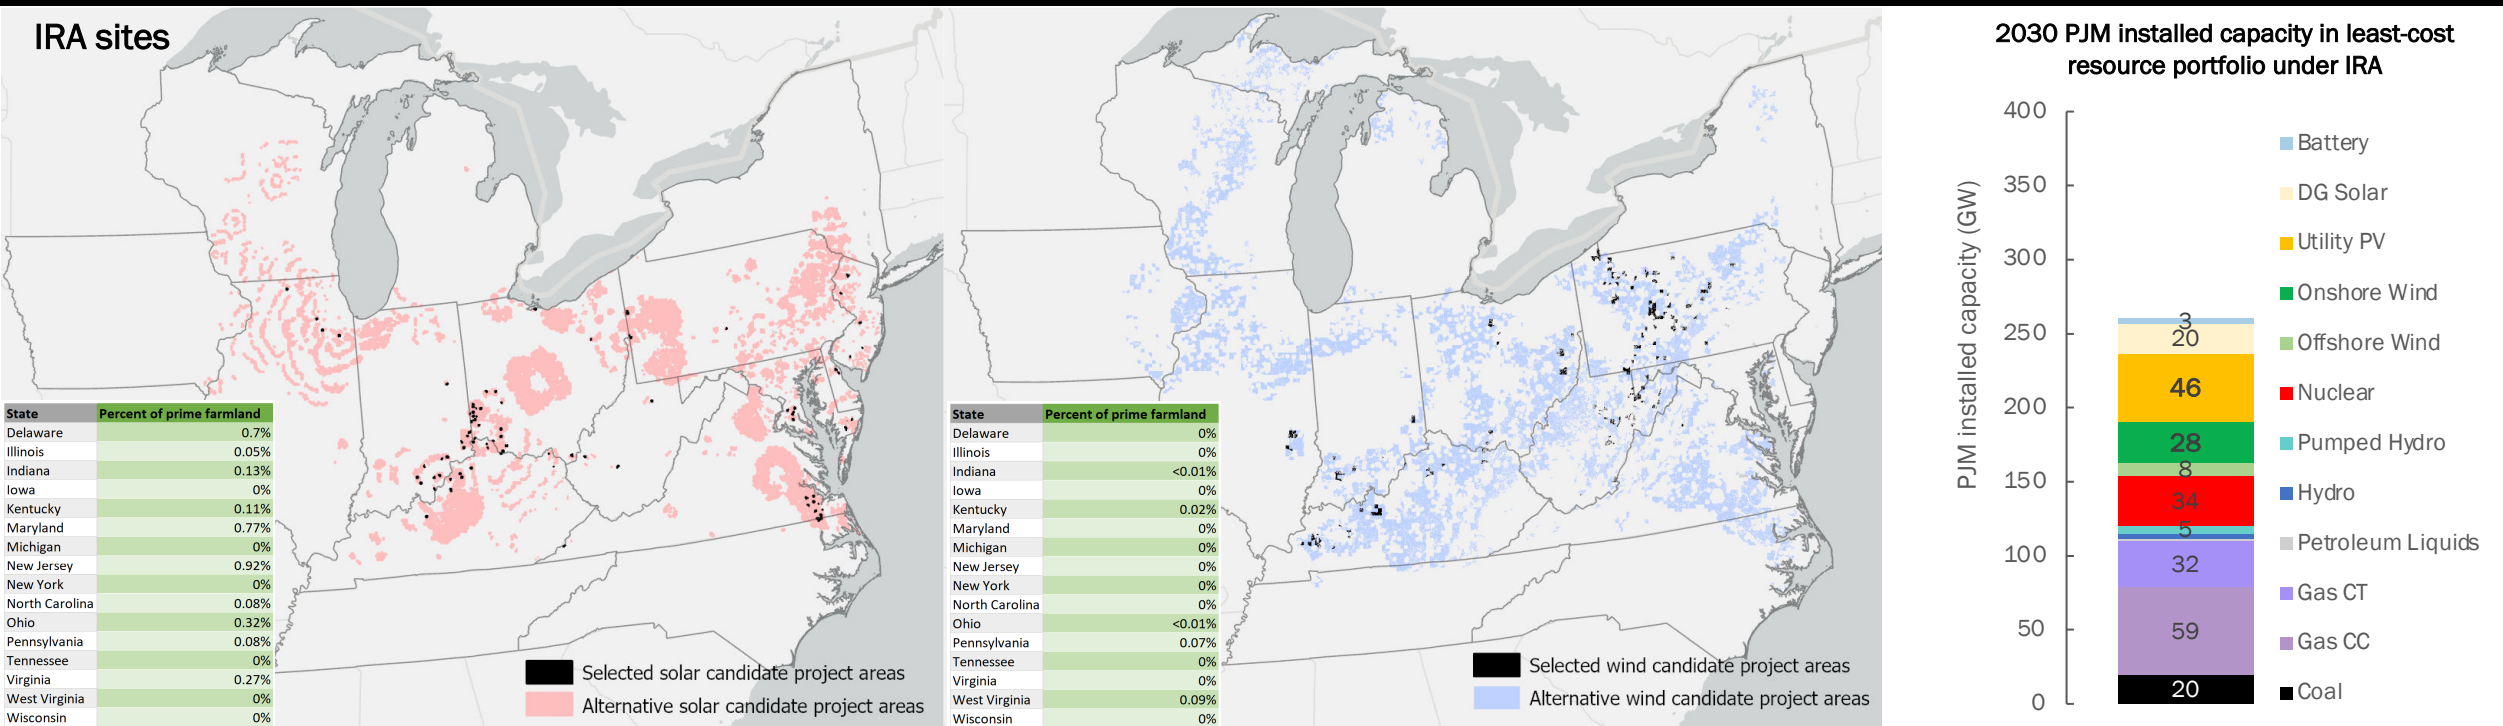 IRA sites
State Percent of prime farmland
Delaware 0.7%
Illinois 0.05%
Indiana 0.13%
Iowa 0%
Kentucky 0.11%
Maryland 0.77%
Michigan 0%
New Jersey 0.92%
New York 0%
North Carolina 0.08%
Ohio 0.32%
Pennsylvania 0.08%
Tennessee 0%
Virginia 0.27%
West Virginia 0%
Wisconsin 0%
Selected solar candidate project areas
Alternative solar candidate project areas
State Percent of prime farmland
Delaware 0%
Illinois 0%
Indiana <0.01%
Iowa 0%
Kentucky 0.02%
Maryland 0%
Michigan 0%
New Jersey 0%
New York 0%
North Carolina 0%
Ohio <0.01%
Pennsylvania 0.07%
Tennessee 0%
Virginia 0%
West Virginia 0.09%
Wisconsin 0%
Selected wind candidate project areas
Alternative wind candidate project areas
2030 PJM installed capacity in least-cost
resource portfolio under IRA
PJM installed capacity (GW)
400
350
300
250
200
150
100
50
0
3
20
46
28
8
34
5
32
59
20
Battery
DG Solar
Utility PV
Onshore Wind
Offshore Wind
Nuclear
Pumped Hydro
Hydro
Petroleum Liquids
Gas CT
Gas CC
Coal